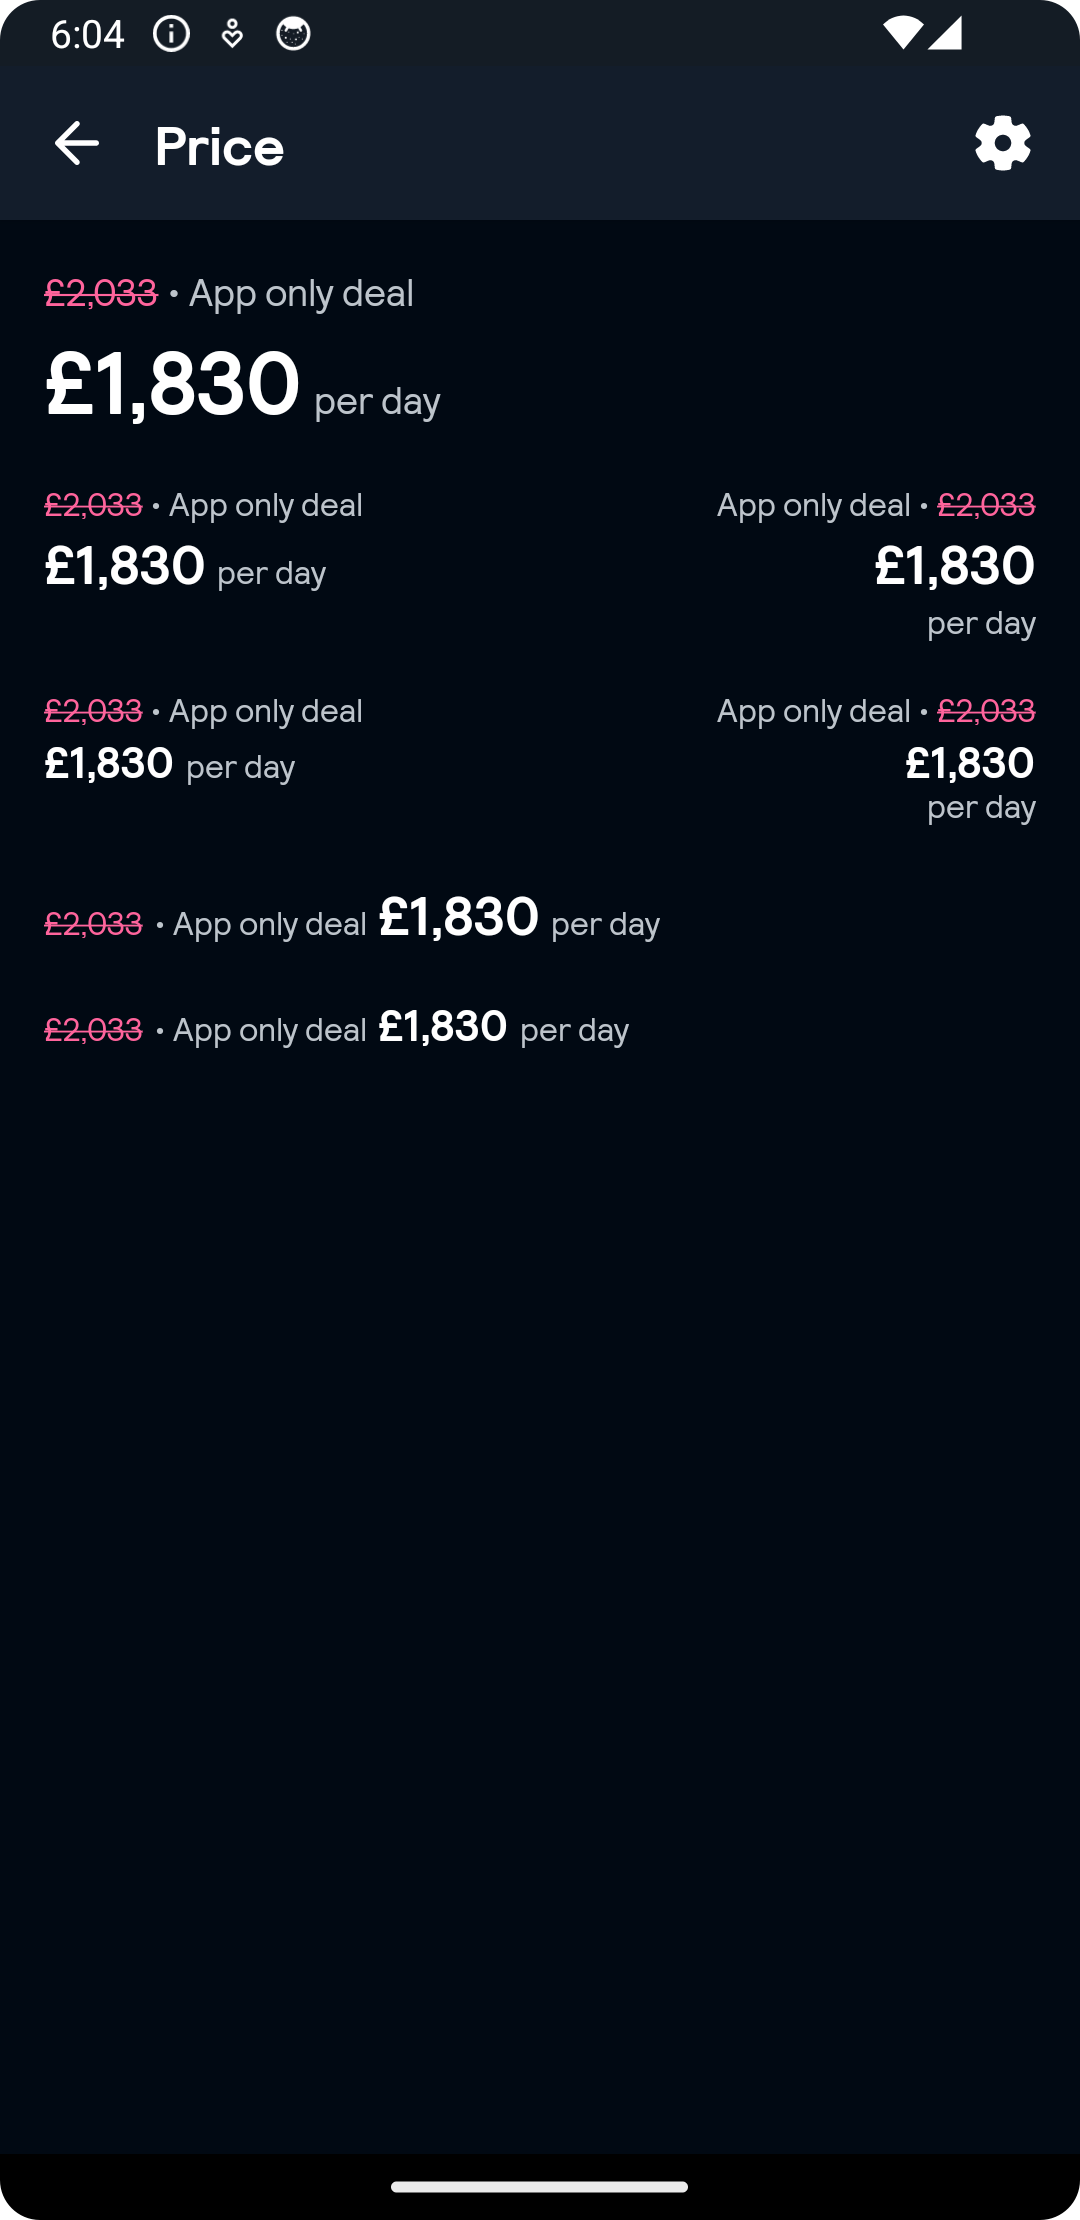 6:04
Price
£2,033 • App only deal
£1,830 per day
£2,033 • App only deal
£1,830 per day
App only deal • £2,033
£1,830
per day
£2,033 • App only deal
£1,830 per day
App only deal • £2,033
£1,830
per day
£2,033 • App only deal £1,830 per day
£2,033 • App only deal £1,830 per day